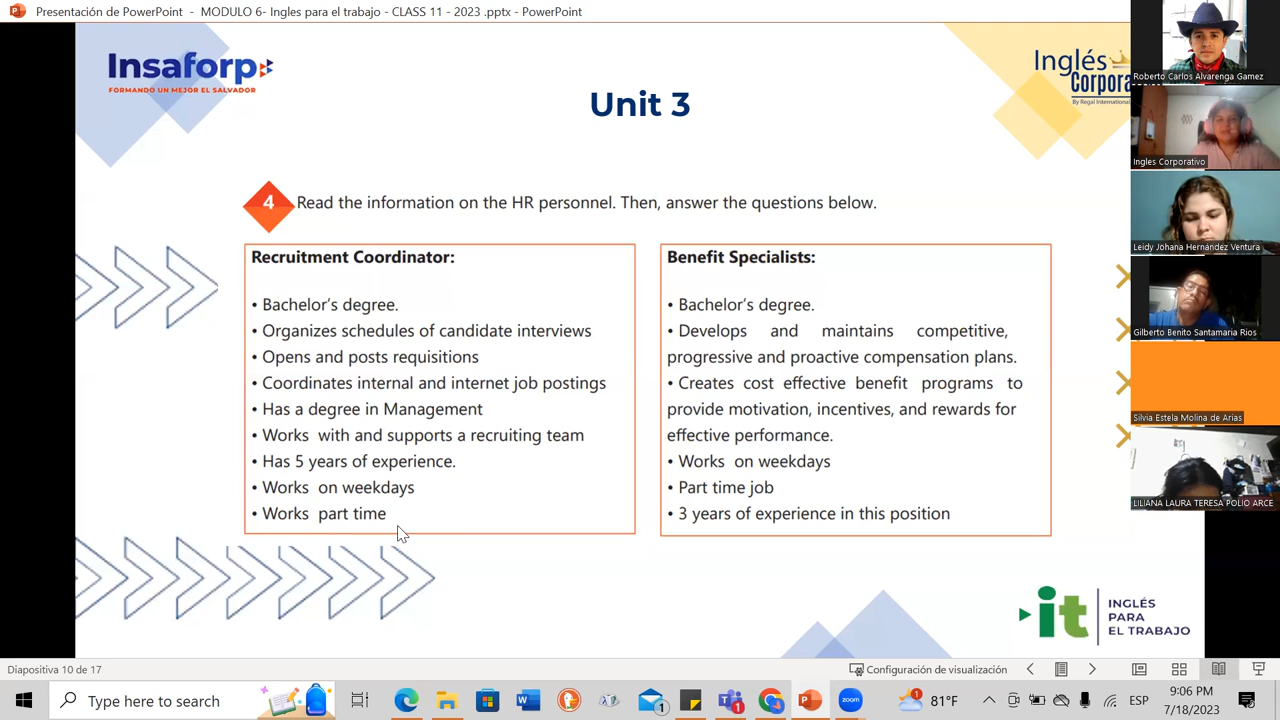 Presentación de PowerPoint - MODULO 6- Ingles para el trabajo - CLASS 11 - 2023 .pptx - PowerPoint
Insaforp
FORMANDO UN MEJOR EL SALVADOR
Inglés
Corpora
By Regal International
Unit 3
4 Read the information on the HR personnel. Then, answer the questions below.
Recruitment Coordinator:
• Bachelor's degree.
• Organizes schedules of candidate interviews
• Opens and posts requisitions
• Coordinates internal and internet job postings
• Has a degree in Management
• Works with and supports a recruiting team
• Has 5 years of experience.
• Works on weekdays
• Works part time
Benefit Specialists:
• Bachelor's degree.
• Develops and maintains competitive,
progressive and proactive compensation plans.
• Creates cost effective benefit programs to
provide motivation, incentives, and rewards for
effective performance.
• Works on weekdays
• Part time job
• 3 years of experience in this position
it
INGLÉS
PARA
EL TRABAJO
Roberto Carlos Alvarenga Gamez
Ingles Corporativo
Leidy Johana Hernández Ventura
Gilberto Benito Santamaria Rios
Silvia Estela Molina de Arias
LILIANA LAURA TERESA POLIO ARCE
Diapositiva 10 de 17
Configuración de visualización
Type here to search
zoom
1
1
1
81°F
ESP
9:06 PM
7/18/2023